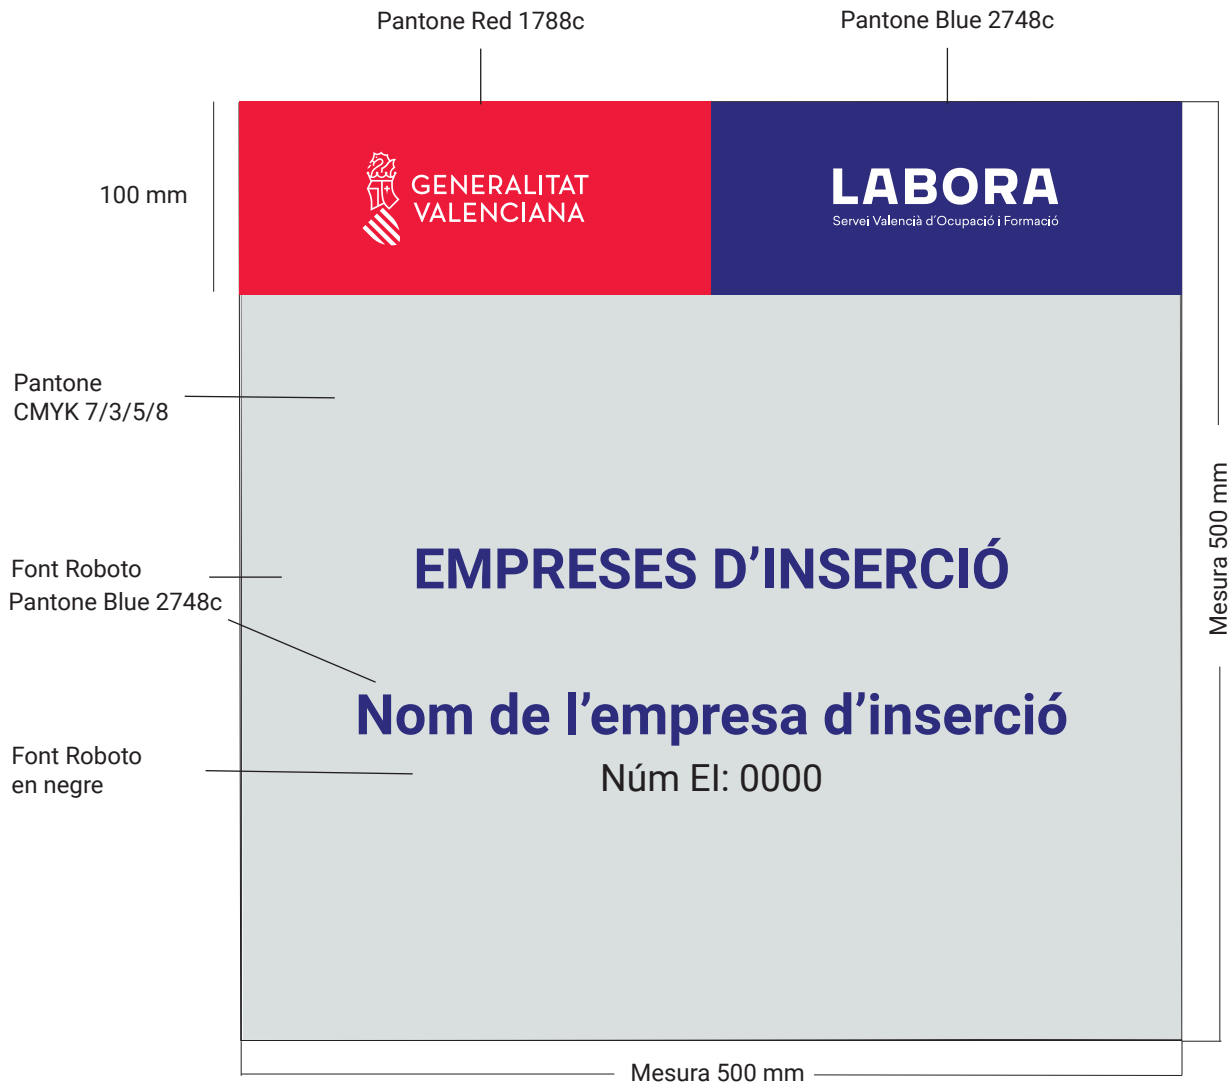 Pantone Red 1788c
Pantone Blue 2748c
100 mm
GENERALITAT
VALENCIANA
LABORA
Servei Valencià d'Ocupació i Formació
Pantone
CMYK 7/3/5/8
Mesura 500 mm
Font Roboto
Pantone Blue 2748c
EMPRESES D’INSERCIÓ
Nom de l’empresa d’inserció
Font Roboto
en negre
Núm EI: 0000
Mesura 500 mm